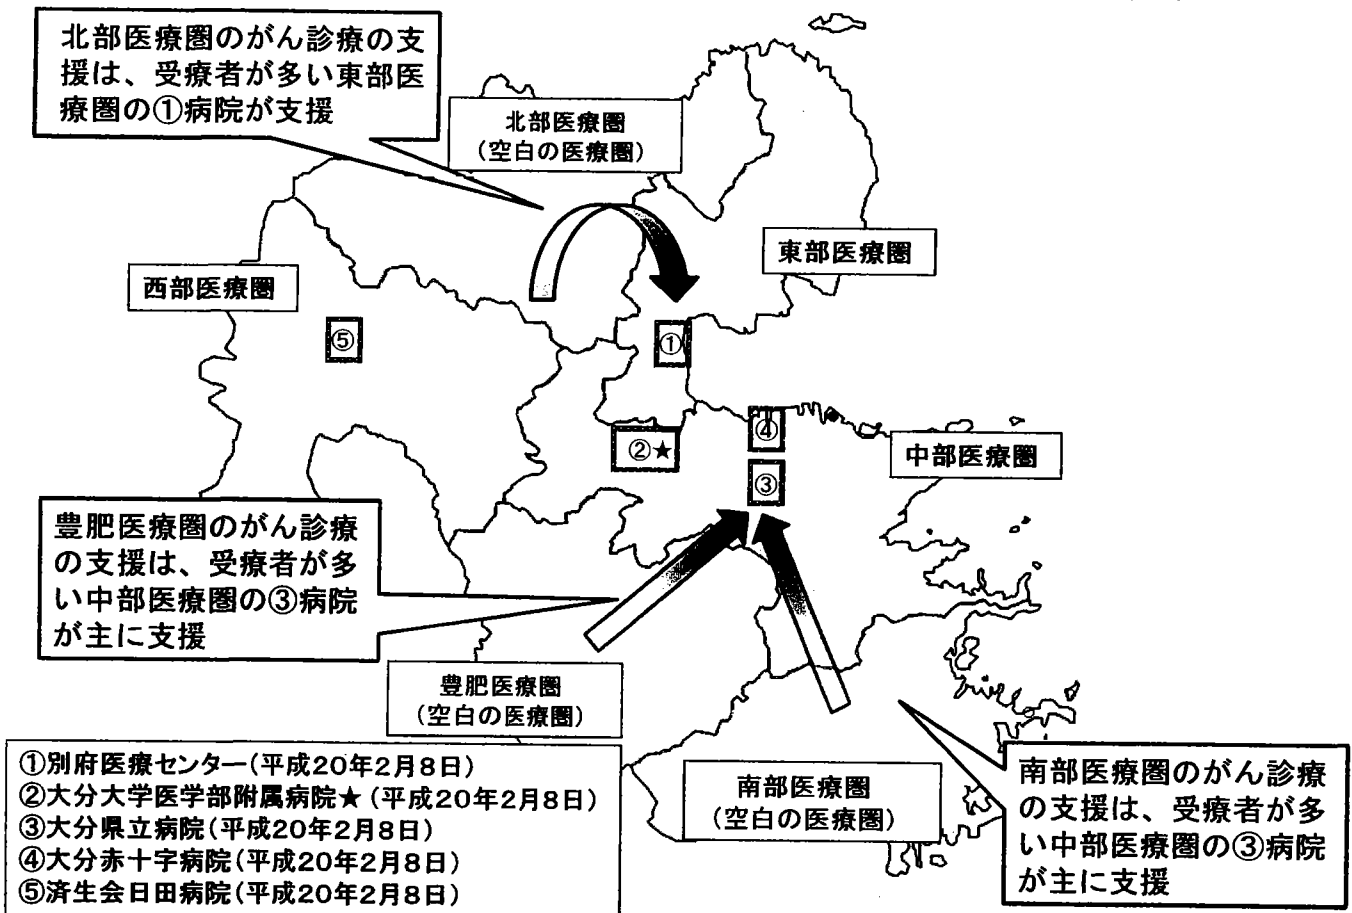 北部医療圏のがん診療の支
援は、受療者が多い東部医
療圏の①病院が支援
北部医療圏
(空白の医療圏)
東部医療圏
西部医療圏
⑤
①
④
②★
③
中部医療圏
豊肥医療圏のがん診療
の支援は、受療者が多
い中部医療圏の③病院
が主に支援
豊肥医療圏
(空白の医療圏)
南部医療圏
(空白の医療圏)
南部医療圏のがん診療
の支援は、受療者が多
い中部医療圏の③病院
が主に支援
①別府医療センター(平成20年2月8日)
②大分大学医学部附属病院★(平成20年2月8日)
③大分県立病院(平成20年2月8日)
④大分赤十字病院(平成20年2月8日)
⑤済生会日田病院(平成20年2月8日)